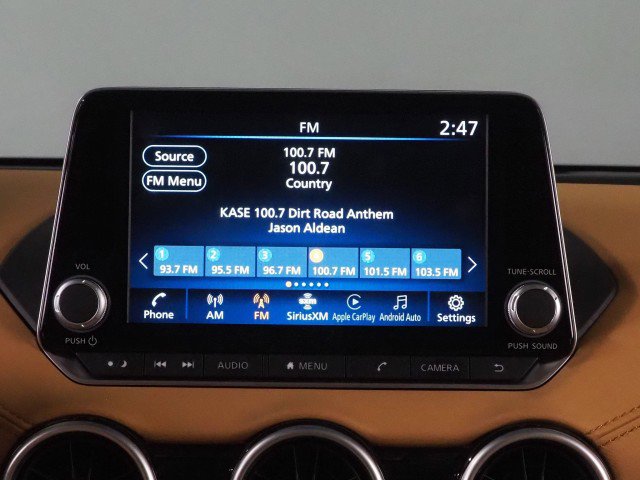 FM
2:47
Source
100.7 FM
100.7
FM Menu
Country
KASE 100.7 Dirt Road Anthem
Jason Aldean
1 2 3 5 6
93.7 FM 95.5 FM 96.7 FM 100.7 FM 101.5 FM 103.5 FM
VOL
TUNE-SCROLL
Phone AM FM SiriusXM Apple CarPlay Android Auto Settings
PUSH
PUSH SOUND
AUDIO MENU CAMERA